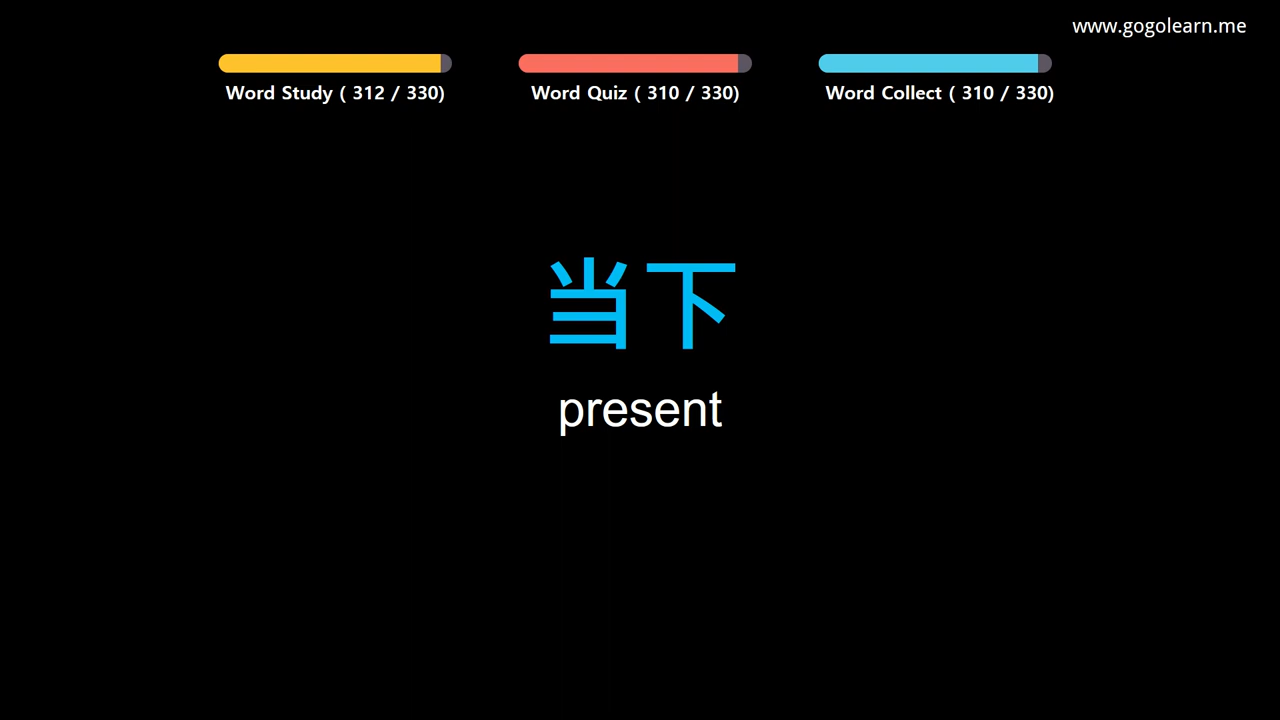 www.gogolearn.me
Word Study ( 312 / 330)
Word Quiz ( 310 / 330)
Word Collect ( 310 / 330)
当下
present